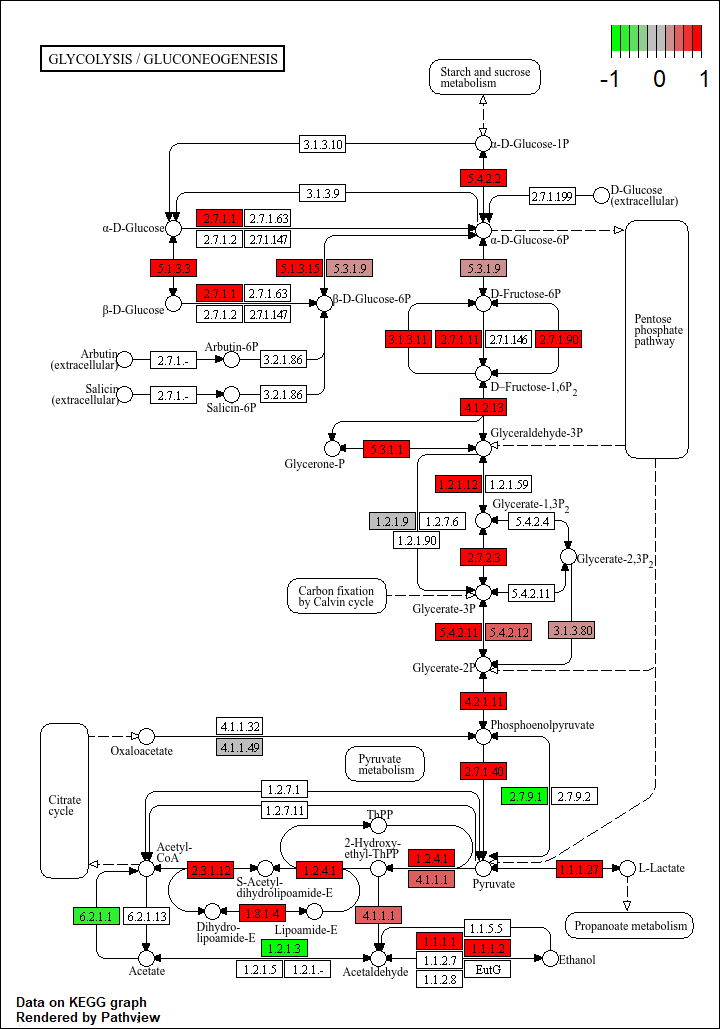 GLYCOLYSIS / GLUCONEOGENESIS
-1 0 1
Starch and sucrose
metabolism
3.1.3.10
α-D-Glucose-1P
5.4.2.2
3.1.3.9
2.7.1.199
D-Glucose
(extracellular)
2.7.1.1
2.7.1.63
α-D-Glucose
2.7.1.2
2.7.1.147
α-D-Glucose-6P
5.1.3.3
5.1.3.15
5.3.1.9
5.3.1.9
2.7.1.1
2.7.1.63
β-D-Glucose
2.7.1.2
2.7.1.147
β-D-Glucose-6P
D-Fructose-6P
Pentose
phosphate
pathway
3.1.3.11
2.7.1.11
2.7.1.146
2.7.1.90
Arbutin
(extracellular)
2.7.1.-
Arbutin-6P
3.2.1.86
D-Fructose-1,6P2
Salicin
(extracellular)
2.7.1.-
Salicin-6P
3.2.1.86
4.1.2.13
Glyceraldehyde-3P
5.3.1.1
Glycerone-P
1.2.1.12
1.2.1.59
Glycerate-1,3P2
1.2.1.9
1.2.7.6
1.2.1.90
5.4.2.4
2.7.2.3
Glycerate-2,3P2
Carbon fixation
by Calvin cycle
5.4.2.11
Glycerate-3P
5.4.2.11
5.4.2.12
3.1.3.80
Glycerate-2P
4.2.1.11
4.1.1.32
Phosphoenolpyruvate
Oxaloacetate
4.1.1.49
Pyruvate
metabolism
2.7.1.40
2.7.9.1
2.7.9.2
Citrate
cycle
1.2.7.1
1.2.7.11
ThPP
Acetyl-
CoA
2-Hydroxy-
ethyl-ThPP
2.3.1.12
1.2.4.1
1.2.4.1
4.1.1.1
S-Acetyl-
dihydrolipoamide-E
Pyruvate
1.1.1.27
L-Lactate
6.2.1.1
6.2.1.13
1.8.1.4
Dihydro-
lipoamide-E
Lipoamide-E
4.1.1.1
Propanoate metabolism
1.2.1.3
1.1.5.5
1.1.1.1
1.1.1.2
1.2.1.5
1.2.1.-
1.1.2.7
EutG
1.1.2.8
Acetate
Acetaldehyde
Ethanol
Data on KEGG graph
Rendered by Pathview